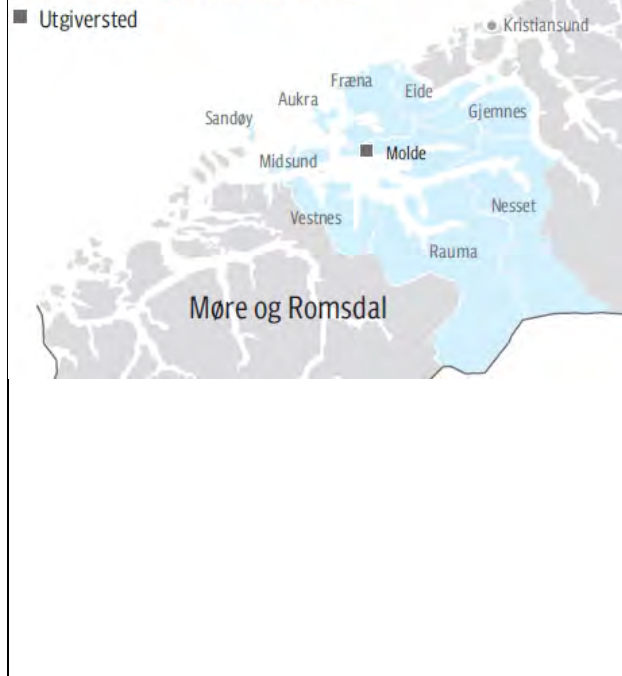 Utgiversted
Kristiansund
Fræna
Eide
Aukra
Gjemnes
Sandøy
Molde
Midsund
Nesset
Vestnes
Rauma
Møre og Romsdal